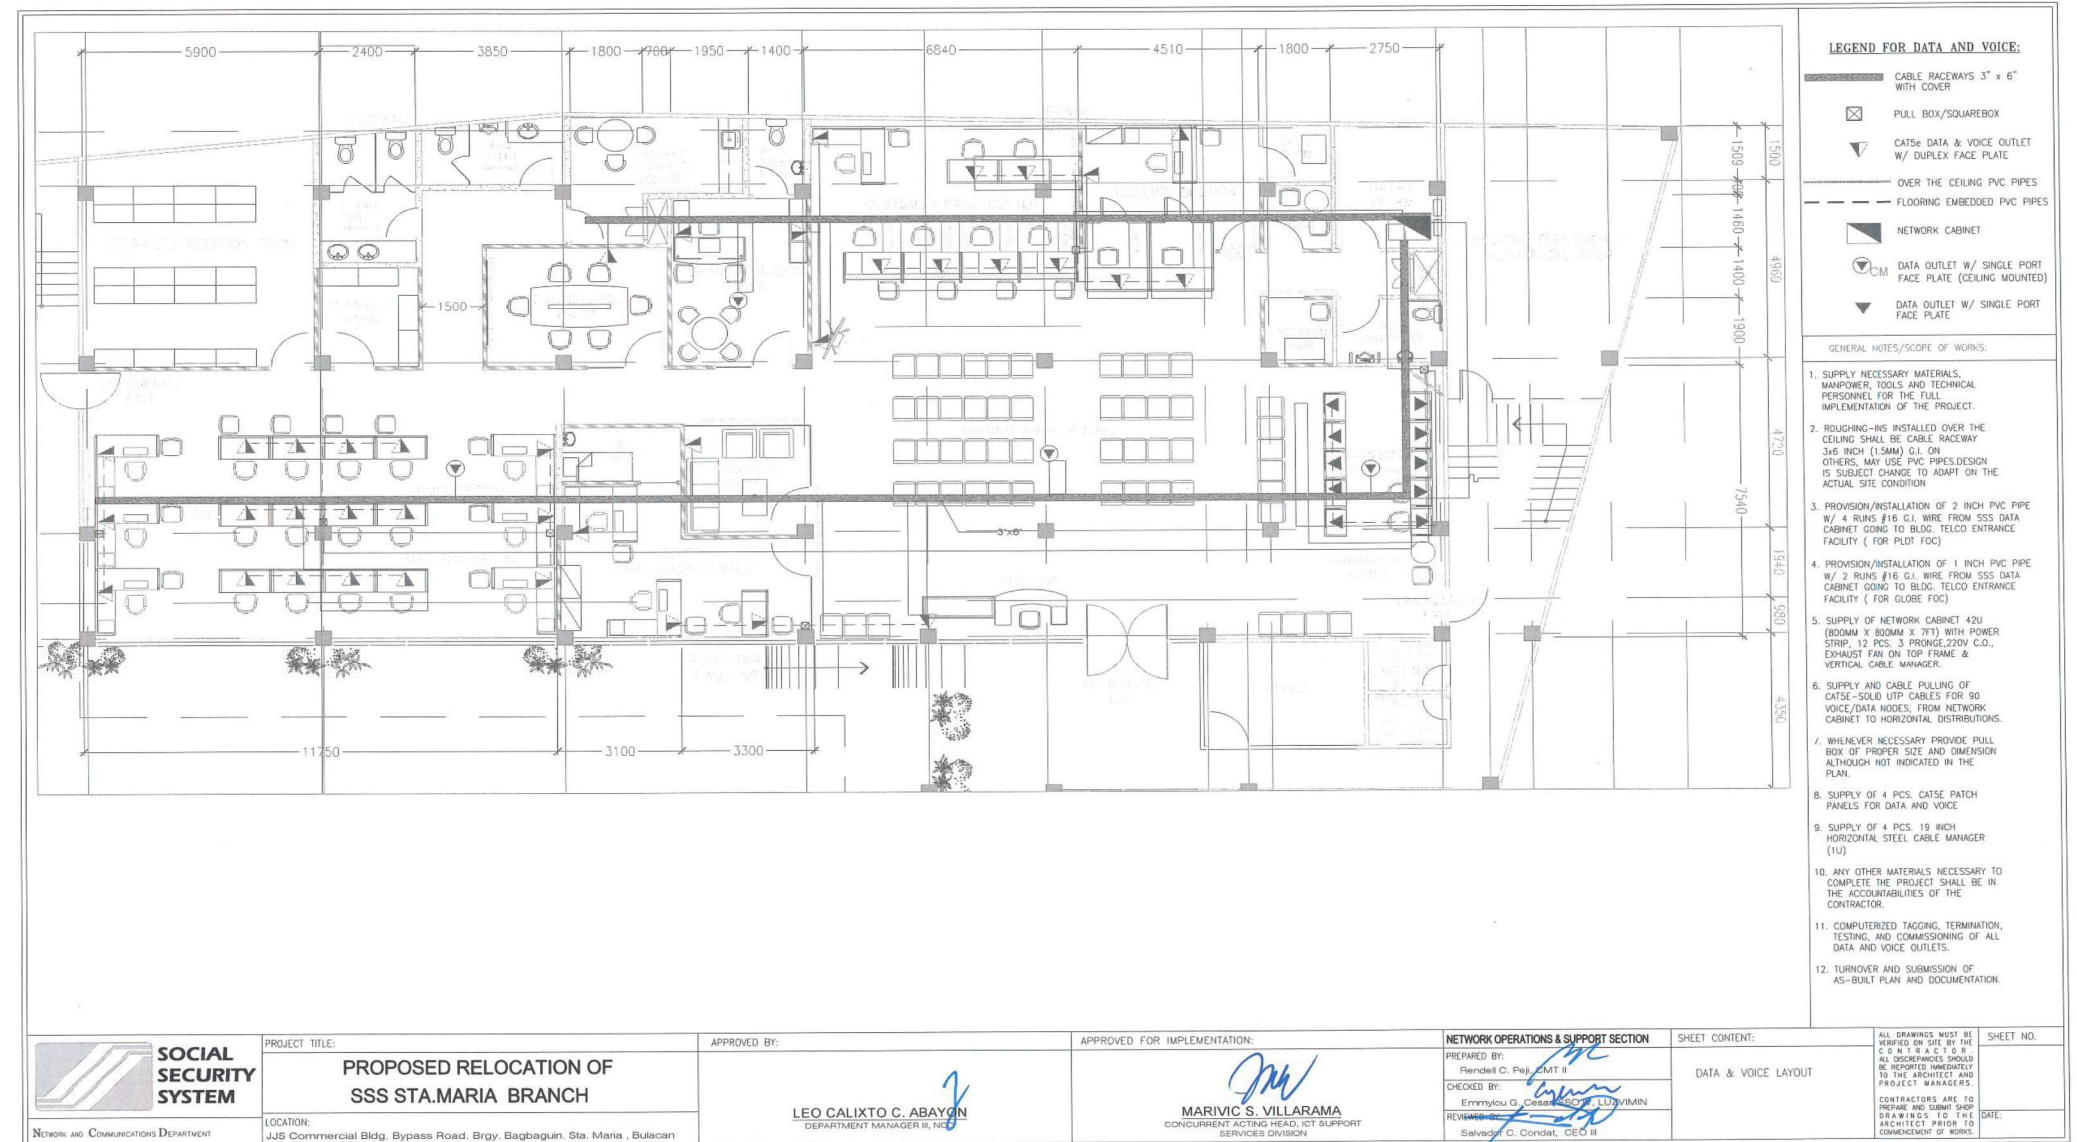 5900
2400
3850
1800
700
1950
1400
6840
4510
1800
2750
1500
1509
1460
1400
1900
7540
1500
4960
4790
1940
980
4350
1500
3"x6"
11750
3100
3300
LEGEND FOR DATA AND VOICE:
CABLE RACEWAYS 3" x 6"
WITH COVER
PULL BOX/SQUAREBOX
CAT5e DATA & VOICE OUTLET
W/ DUPLEX FACE PLATE
OVER THE CEILING PVC PIPES
FLOORING EMBEDDED PVC PIPES
NETWORK CABINET
CM
DATA OUTLET W/ SINGLE PORT
FACE PLATE (CEILING MOUNTED)
DATA OUTLET W/ SINGLE PORT
FACE PLATE
GENERAL NOTES/SCOPE OF WORKS:
1. SUPPLY NECESSARY MATERIALS,
MANPOWER, TOOLS AND TECHNICAL
PERSONNEL FOR THE FULL
IMPLEMENTATION OF THE PROJECT.
2. ROUGHING-INS INSTALLED OVER THE
CEILING SHALL BE CABLE RACEWAY
3x6 INCH (1.5MM) G.I. ON
OTHERS, MAY USE PVC PIPES.DESIGN
IS SUBJECT CHANGE TO ADAPT ON THE
ACTUAL SITE CONDITION
3. PROVISION/INSTALLATION OF 2 INCH PVC PIPE
W/ 4 RUNS #16 G.I. WIRE FROM SSS DATA
CABINET GOING TO BLDG. TELCO ENTRANCE
FACILITY ( FOR PLDT FOC)
4. PROVISION/INSTALLATION OF 1 INCH PVC PIPE
W/ 2 RUNS #16 G.I. WIRE FROM SSS DATA
CABINET GOING TO BLDG. TELCO ENTRANCE
FACILITY ( FOR GLOBE FOC)
5. SUPPLY OF NETWORK CABINET 42U
(800MM X 800MM X 7FT) WITH POWER
STRIP, 12 PCS. 3 PRONGE,220V C.O.,
EXHAUST FAN ON TOP FRAME &
VERTICAL CABLE MANAGER.
6. SUPPLY AND CABLE PULLING OF
CAT5E-SOLID UTP CABLES FOR 90
VOICE/DATA NODES, FROM NETWORK
CABINET TO HORIZONTAL DISTRIBUTIONS.
7. WHENEVER NECESSARY PROVIDE PULL
BOX OF PROPER SIZE AND DIMENSION
ALTHOUGH NOT INDICATED IN THE
PLAN.
8. SUPPLY OF 4 PCS. CAT5E PATCH
PANELS FOR DATA AND VOICE
9. SUPPLY OF 4 PCS. 19 INCH
HORIZONTAL STEEL CABLE MANAGER
(1U)
10. ANY OTHER MATERIALS NECESSARY TO
COMPLETE THE PROJECT SHALL BE IN
THE ACCOUNTABILITIES OF THE
CONTRACTOR.
11. COMPUTERIZED TAGGING, TERMINATION,
TESTING, AND COMMISSIONING OF ALL
DATA AND VOICE OUTLETS.
12. TURNOVER AND SUBMISSION OF
AS-BUILT PLAN AND DOCUMENTATION.
SOCIAL
SECURITY
SYSTEM
NETWORK AND COMMUNICATIONS DEPARTMENT
PROJECT TITLE:
PROPOSED RELOCATION OF
SSS STA.MARIA BRANCH
LOCATION:
JJS Commercial Bldg. Bypass Road. Brgy. Bagbaguin. Sta. Maria , Bulacan
APPROVED BY:
LEO CALIXTO C. ABAYON
DEPARTMENT MANAGER III, NCD
APPROVED FOR IMPLEMENTATION:
MARIVIC S. VILLARAMA
CONCURRENT ACTING HEAD, ICT SUPPORT
SERVICES DIVISION
NETWORK OPERATIONS & SUPPORT SECTION
PREPARED BY:
Rendell C. Peji, CMT II
CHECKED BY:
Emmylou G. LUZVIMIN
REVIEWED BY:
Salvador C. Condat, CEO III
SHEET CONTENT:
DATA & VOICE LAYOUT
ALL DRAWINGS MUST BE
VERIFIED ON SITE BY THE
CONTRACTOR.
ALL DISCREPANCIES SHOULD
BE REPORTED IMMEDIATELY
TO THE ARCHITECT AND
PROJECT MANAGERS.
CONTRACTORS ARE TO
PREPARE AND SUBMIT SHOP
DRAWINGS TO THE
ARCHITECT PRIOR TO
COMMENCEMENT OF WORKS.
SHEET NO.
DATE: